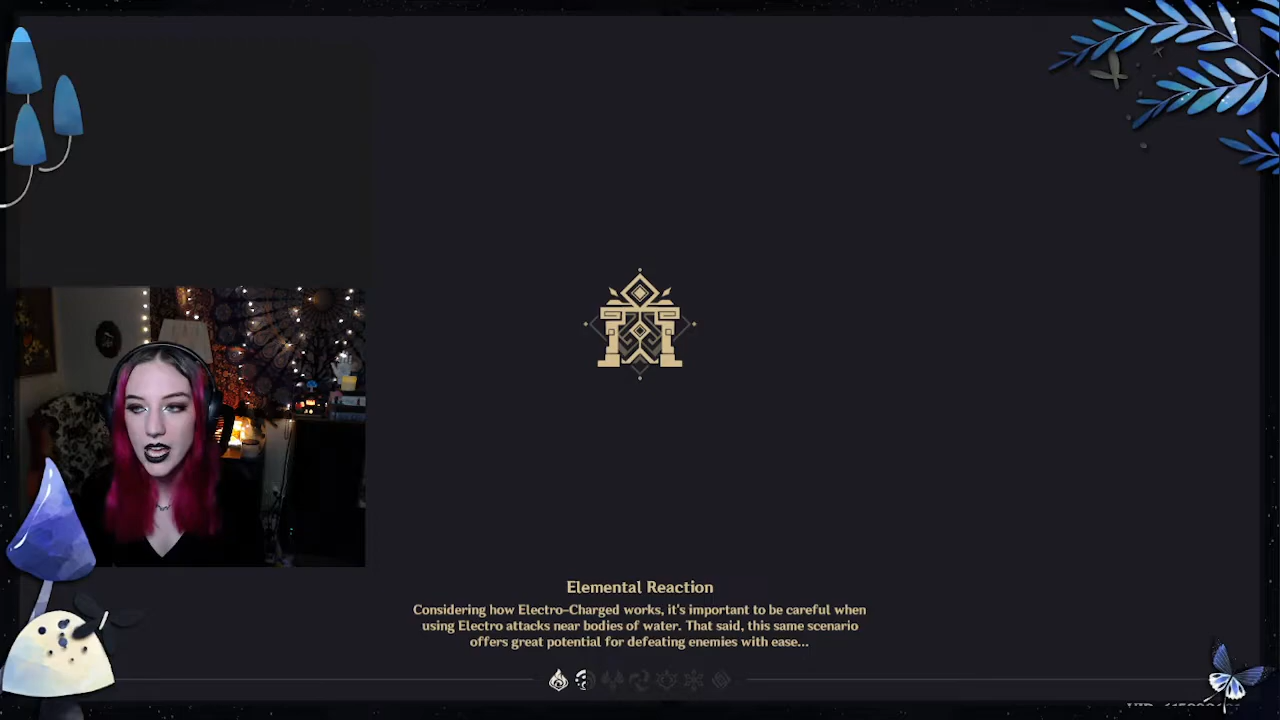 Elemental Reaction
Considering how Electro-Charged works, it's important to be careful when
using Electro attacks near bodies of water. That said, this same scenario
offers great potential for defeating enemies with ease...